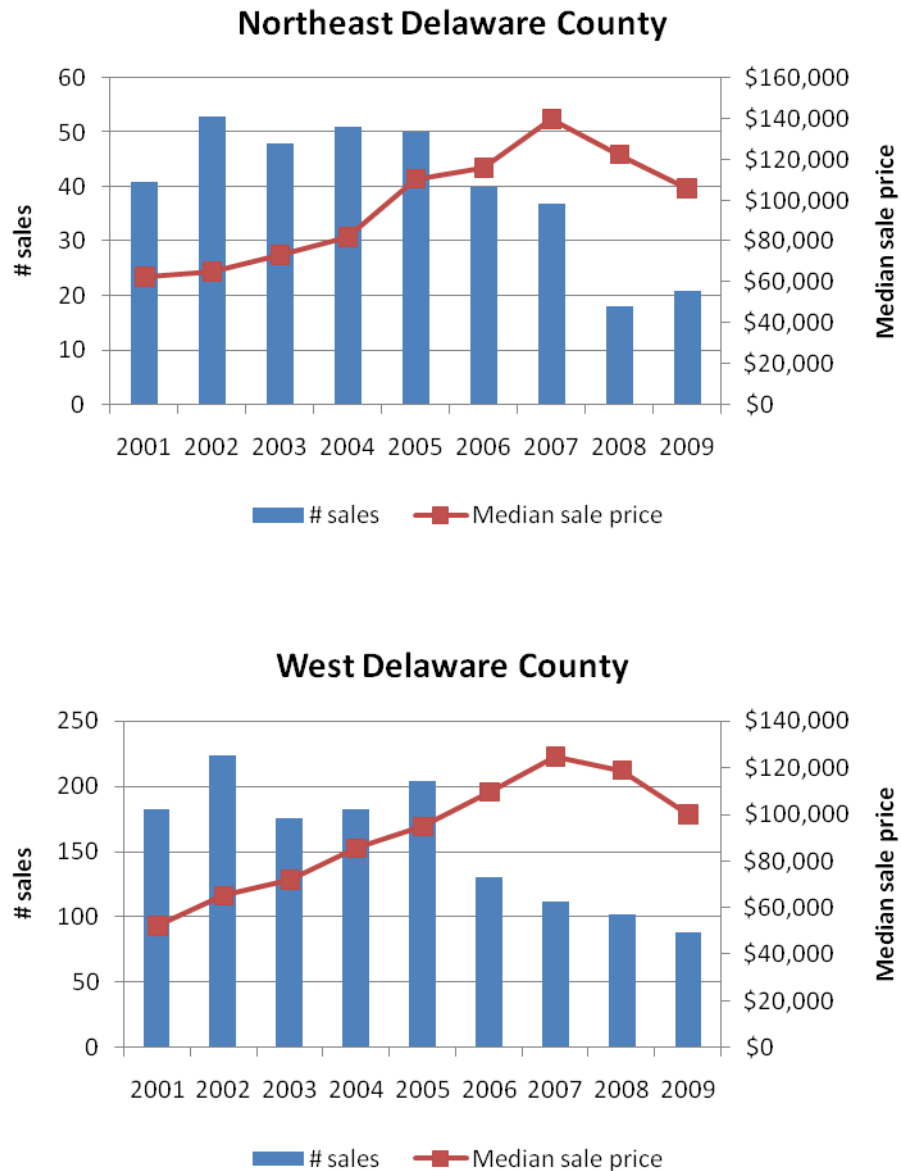 Northeast Delaware County
60 $160,000
50 $140,000
40 $120,000
30 $100,000
20 $80,000
10 $60,000
0 $40,000
$20,000
$0
# sales
Median sale price
2001 2002 2003 2004 2005 2006 2007 2008 2009
# sales Median sale price
West Delaware County
250 $140,000
200 $120,000
150 $100,000
100 $80,000
50 $60,000
0 $40,000
$20,000
$0
# sales
Median sale price
2001 2002 2003 2004 2005 2006 2007 2008 2009
# sales Median sale price